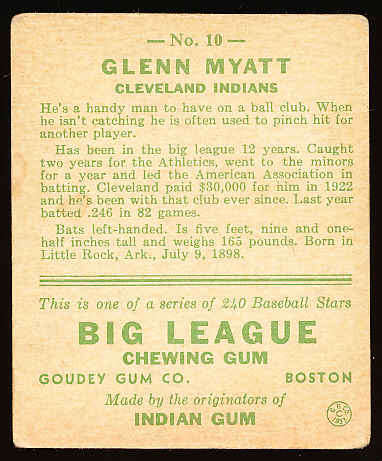 — No. 10 —
GLENN MYATT
CLEVELAND INDIANS
He's a handy man to have on a ball club. When
he isn't catching he is often used to pinch hit for
another player.
Has been in the big league 12 years. Caught
two years for the Athletics, went to the minors
for a year and led the American Association in
batting. Cleveland paid $30,000 for him in 1922
and he's been with that club ever since. Last year
batted .246 in 82 games.
Bats left-handed. Is five feet, nine and one-
half inches tall and weighs 165 pounds. Born in
Little Rock, Ark., July 9, 1898.
This is one of a series of 240 Baseball Stars
BIG LEAGUE
CHEWING GUM
GOUDEY GUM CO. BOSTON
Made by the originators of
INDIAN GUM
G. G. Co.
C
1933